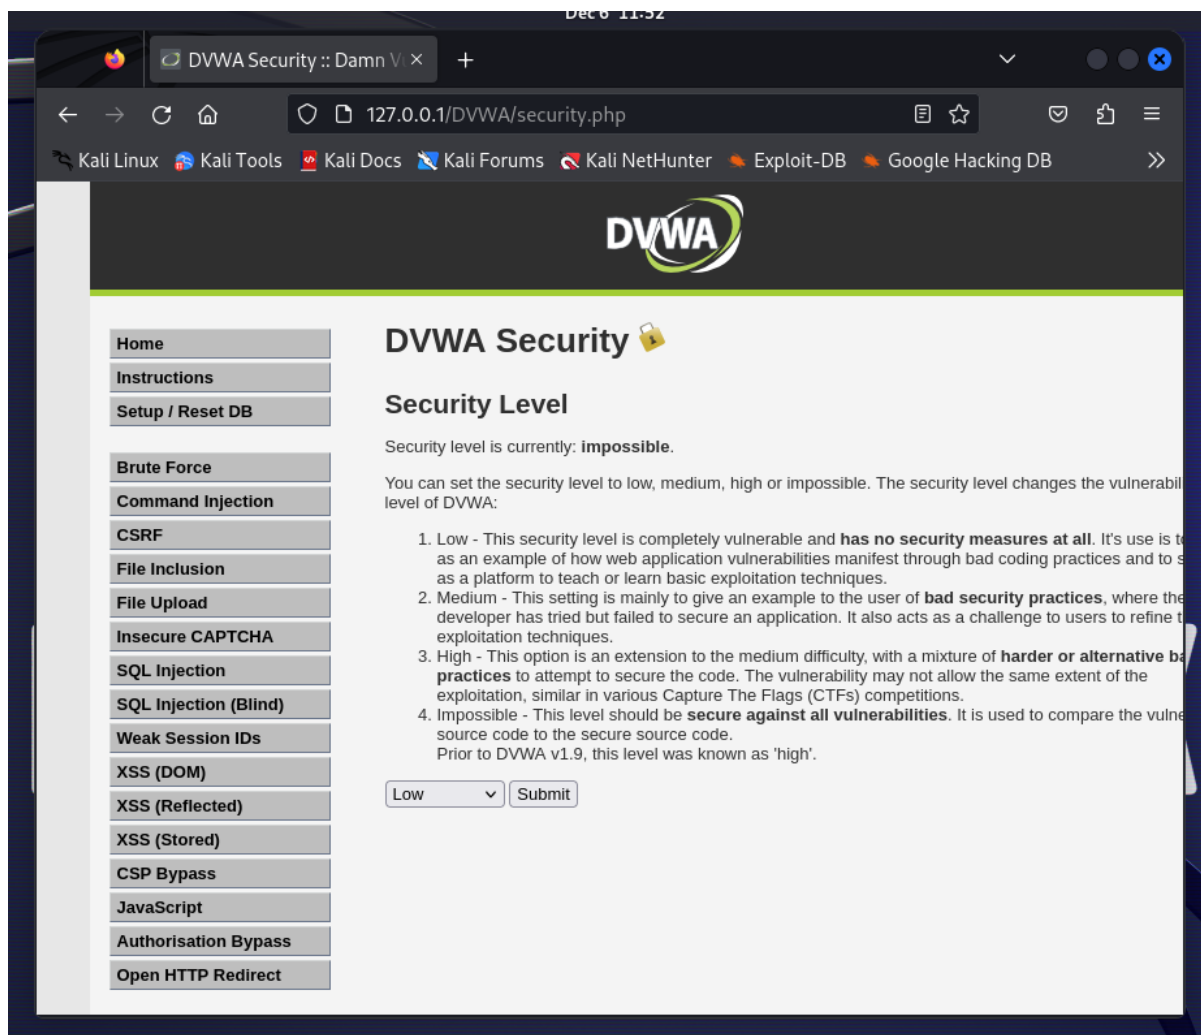 Dec 6 11:52
DVWA Security :: Damn V
127.0.0.1/DVWA/security.php
Kali Linux Kali Tools Kali Docs Kali Forums Kali NetHunter Exploit-DB Google Hacking DB
DVWA
Home
Instructions
Setup / Reset DB
Brute Force
Command Injection
CSRF
File Inclusion
File Upload
Insecure CAPTCHA
SQL Injection
SQL Injection (Blind)
Weak Session IDs
XSS (DOM)
XSS (Reflected)
XSS (Stored)
CSP Bypass
JavaScript
Authorisation Bypass
Open HTTP Redirect
DVWA Security
Security Level
Security level is currently: impossible.
You can set the security level to low, medium, high or impossible. The security level changes the vulnerabil
level of DVWA:
1. Low - This security level is completely vulnerable and has no security measures at all. It's use is t
as an example of how web application vulnerabilities manifest through bad coding practices and to s
as a platform to teach or learn basic exploitation techniques.
2. Medium - This setting is mainly to give an example to the user of bad security practices, where the
developer has tried but failed to secure an application. It also acts as a challenge to users to refine t
exploitation techniques.
3. High - This option is an extension to the medium difficulty, with a mixture of harder or alternative ba
practices to attempt to secure the code. The vulnerability may not allow the same extent of the
exploitation, similar in various Capture The Flags (CTFs) competitions.
4. Impossible - This level should be secure against all vulnerabilities. It is used to compare the vulne
source code to the secure source code.
Prior to DVWA v1.9, this level was known as 'high'.
Low Submit